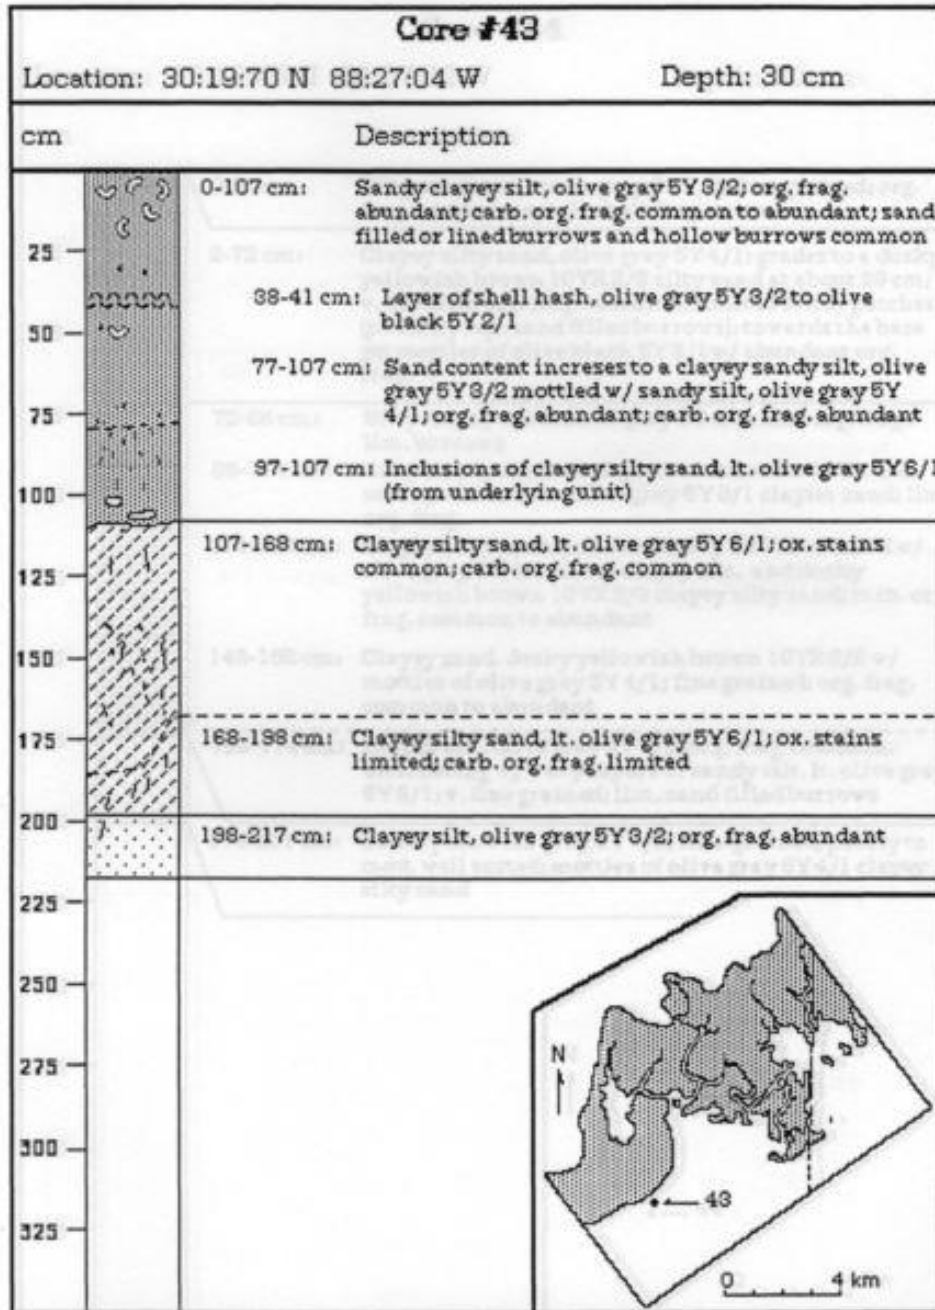 Core #43
Location: 30:19:70 N 88:27:04 W Depth: 30 cm
cm Description
0-107 cm: Sandy clayey silt, olive gray 5Y 3/2; org. frag.
abundant; carb. org. frag. common to abundant; sand
filled or lined burrows and hollow burrows common
25
38-41 cm: Layer of shell hash, olive gray 5Y 3/2 to olive
black 5Y 2/1
50
77-107 cm: Sand content increses to a clayey sandy silt, olive
gray 5Y 3/2 mottled w/ sandy silt, olive gray 5Y
4/1; org. frag. abundant; carb. org. frag. abundant
75
97-107 cm: Inclusions of clayey silty sand, lt. olive gray 5Y 6/1
(from underlying unit)
100
107-168 cm: Clayey silty sand, lt. olive gray 5Y 6/1; ox. stains
common; carb. org. frag. common
125
150
168-198 cm: Clayey silty sand, lt. olive gray 5Y 6/1; ox. stains
limited; carb. org. frag. limited
175
200
198-217 cm: Clayey silt, olive gray 5Y 3/2; org. frag. abundant
225
250
275
300
325
N
43
0 4 km